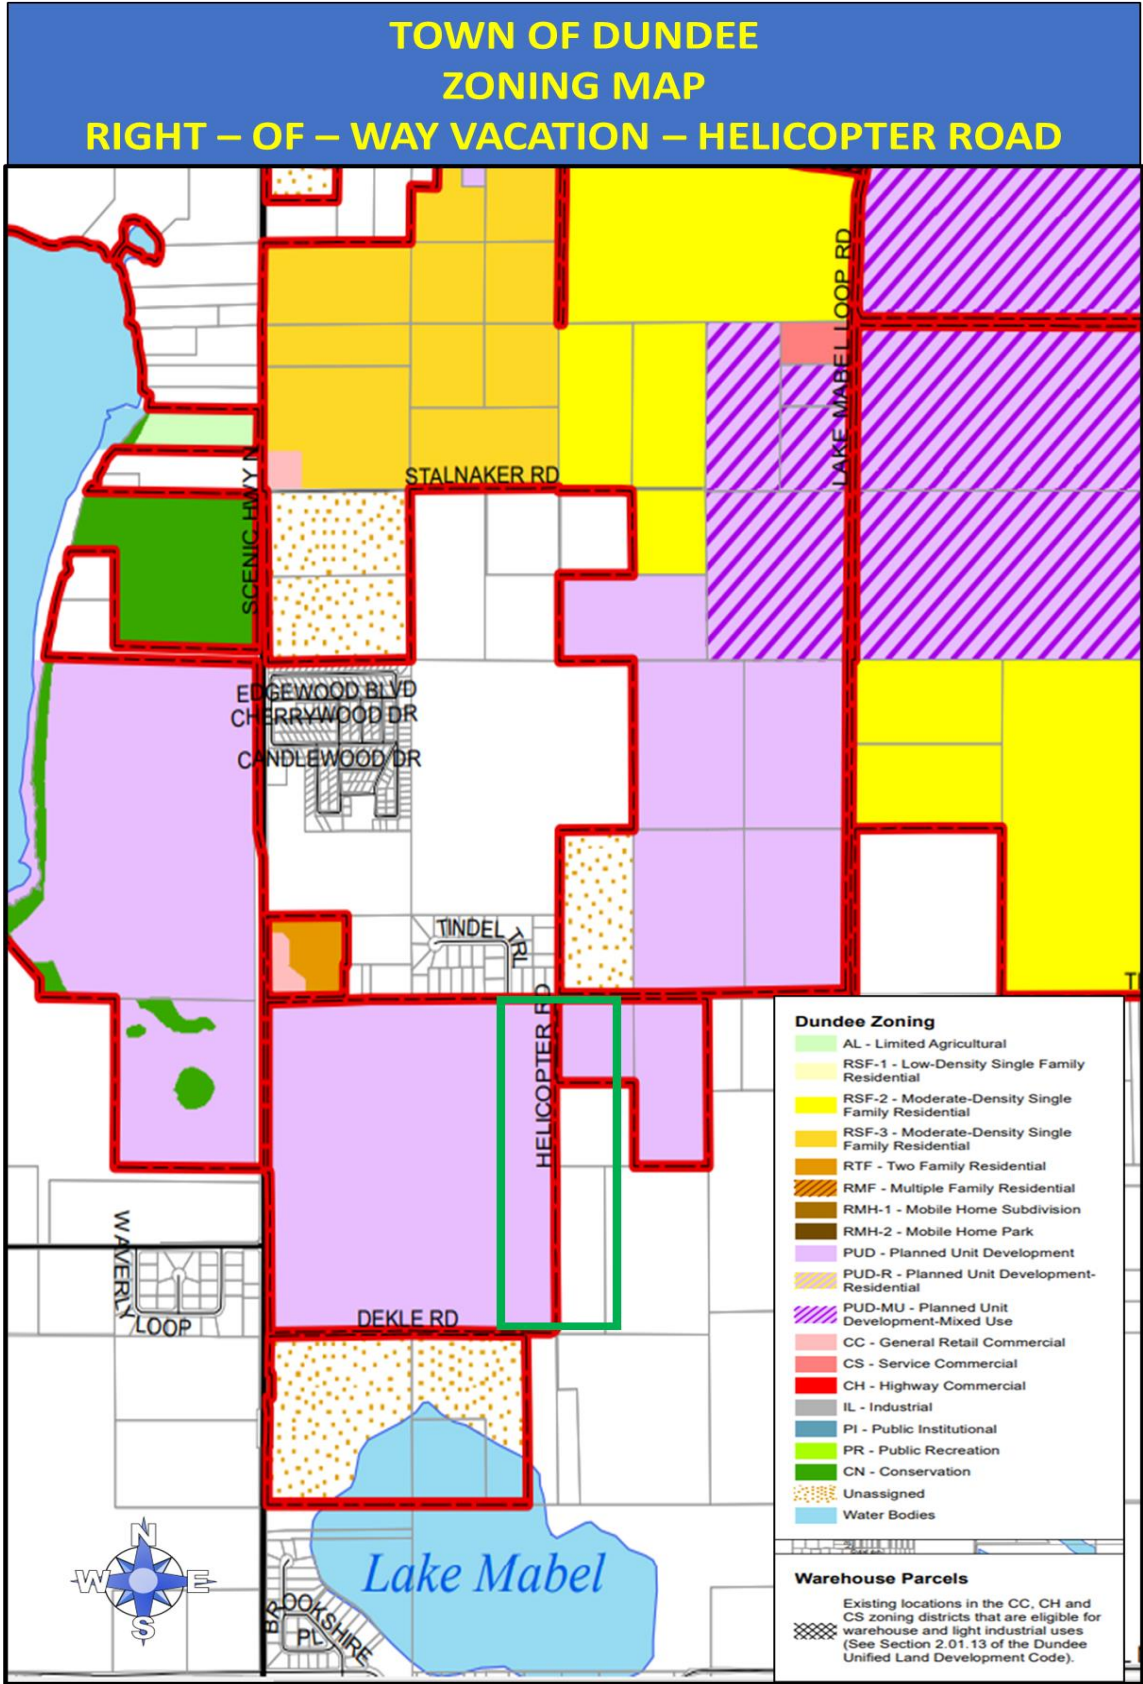 TOWN OF DUNDEE
ZONING MAP
RIGHT – OF – WAY VACATION – HELICOPTER ROAD
LAKE MABEL LOOP RD
STALNAKER RD
SCENIC HWY N
EDGEWOOD BLVD
CHERRYWOOD DR
CANDLEWOOD DR
TINDEL TRL
HELICOPTER RD
DEKLE RD
WAVERLY
LOOP
Lake Mabel
BROOKSHIRE
PL
N
W
E
S
Dundee Zoning
AL - Limited Agricultural
RSF-1 - Low-Density Single Family
Residential
RSF-2 - Moderate-Density Single
Family Residential
RSF-3 - Moderate-Density Single
Family Residential
RTF - Two Family Residential
RMF - Multiple Family Residential
RMH-1 - Mobile Home Subdivision
RMH-2 - Mobile Home Park
PUD - Planned Unit Development
PUD-R - Planned Unit Development-
Residential
PUD-MU - Planned Unit
Development-Mixed Use
CC - General Retail Commercial
CS - Service Commercial
CH - Highway Commercial
IL - Industrial
PI - Public Institutional
PR - Public Recreation
CN - Conservation
Unassigned
Water Bodies
Warehouse Parcels
Existing locations in the CC, CH and
CS zoning districts that are eligible for
warehouse and light industrial uses
(See Section 2.01.13 of the Dundee
Unified Land Development Code).